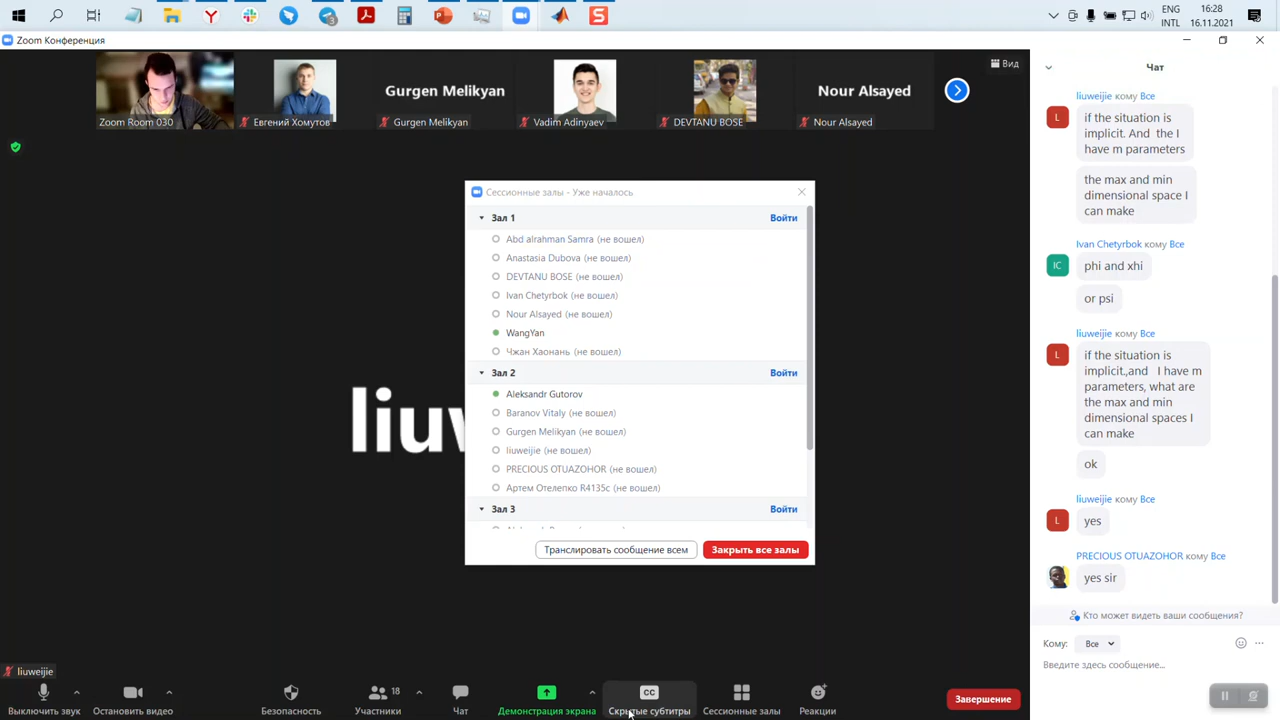 ENG
INTL
16:28
16.11.2021
Zoom Конференция
Вид
Gurgen Melikyan
Nour Alsayed
Zoom Room 030
Евгений Хомутов
Gurgen Melikyan
Vadim Adinyaev
DEVTANU BOSE
Nour Alsayed
Сессионные залы - Уже началось
Зал 1
Войти
Abd alrahman Samra (не вошел)
Anastasia Dubova (не вошел)
DEVTANU BOSE (не вошел)
Ivan Chetyrbok (не вошел)
Nour Alsayed (не вошел)
WangYan
Чжан Хаонань (не вошел)
Зал 2
Войти
Aleksandr Gutorov
Baranov Vitaly (не вошел)
Gurgen Melikyan (не вошел)
liuweijie (не вошел)
PRECIOUS OTUAZOHOR (не вошел)
Артем Отелепко R4135c (не вошел)
Зал 3
Войти
Транслировать сообщение всем
Закрыть все залы
liuweijie
Выключить звук
Остановить видео
Безопасность
18
Участники
Чат
Демонстрация экрана
CC
Скрытые субтитры
Сессионные залы
Реакции
Завершение
Чат
liuweijie кому Все
L
if the situation is
implicit. And the I
have m parameters
the max and min
dimensional space I
can make
Ivan Chetyrbok кому Все
IC
phi and xhi
or psi
liuweijie кому Все
L
if the situation is
implicit.,and I have m
parameters, what are
the max and min
dimensional spaces I
can make
ok
liuweijie кому Все
L
yes
PRECIOUS OTUAZOHOR кому Все
yes sir
Кто может видеть ваши сообщения?
Кому:
Все
Введите здесь сообщение...